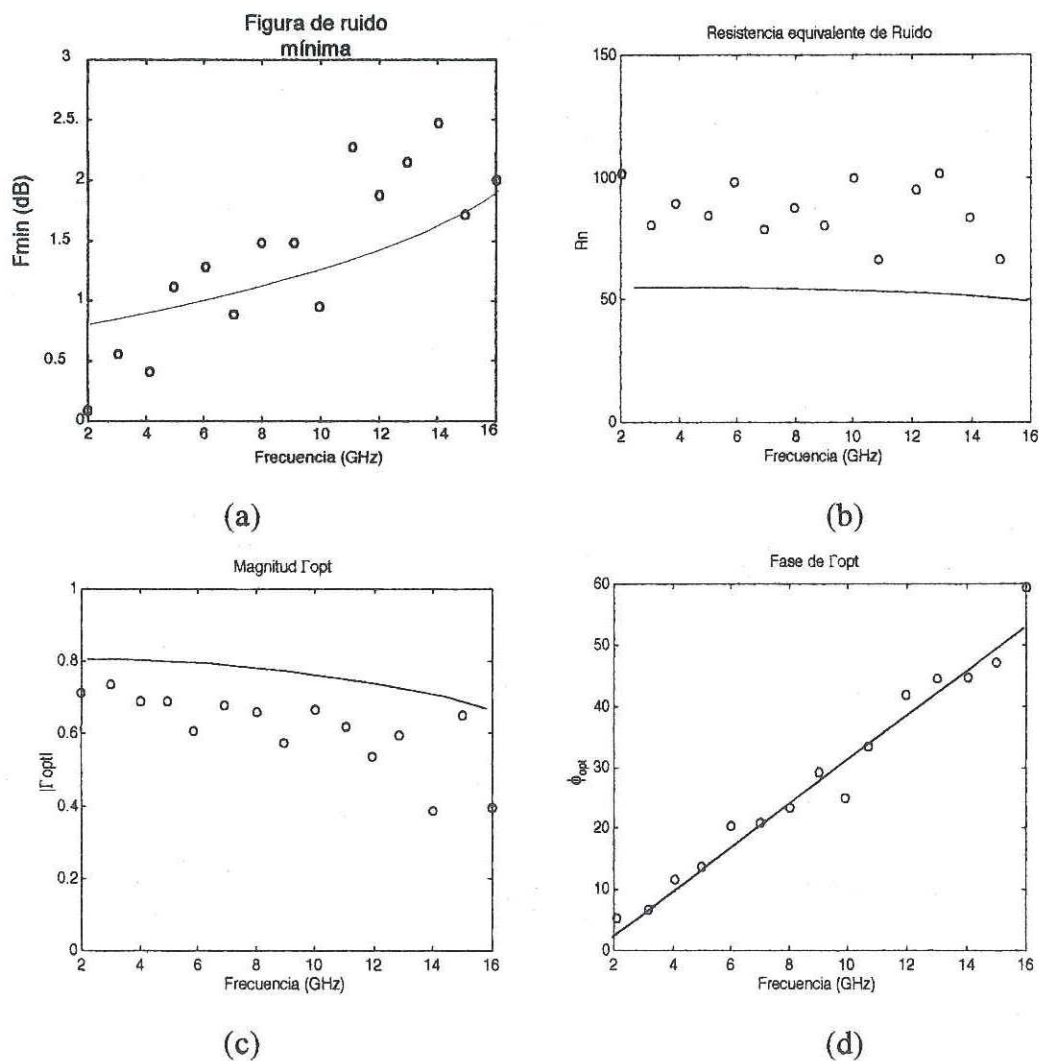 Figura de ruido
mínima
Fmin (dB)
3
2.5.
2
1.5
1
0.5
0
2 4 6 8 10 12 14 16
Frecuencia (GHz)
(a)
Resistencia equivalente de Ruido
Rn
150
100
50
0
2 4 6 8 10 12 14 16
Frecuencia (GHz)
(b)
Magnitud Γopt
|Γopt|
1
0.8
0.6
0.4
0.2
0
2 4 6 8 10 12 14 16
Frecuencia (GHz)
(c)
Fase de Γopt
ϕopt
60
50
40
30
20
10
0
2 4 6 8 10 12 14 16
Frecuencia (GHz)
(d)